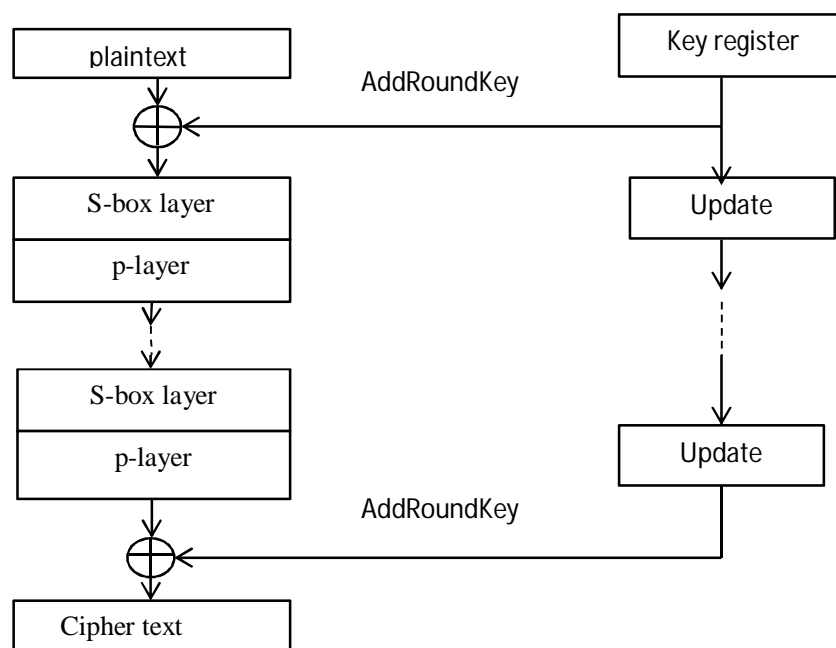 plaintext
Key register
AddRoundKey
S-box layer
Update
p-layer
S-box layer
p-layer
Update
AddRoundKey
Cipher text